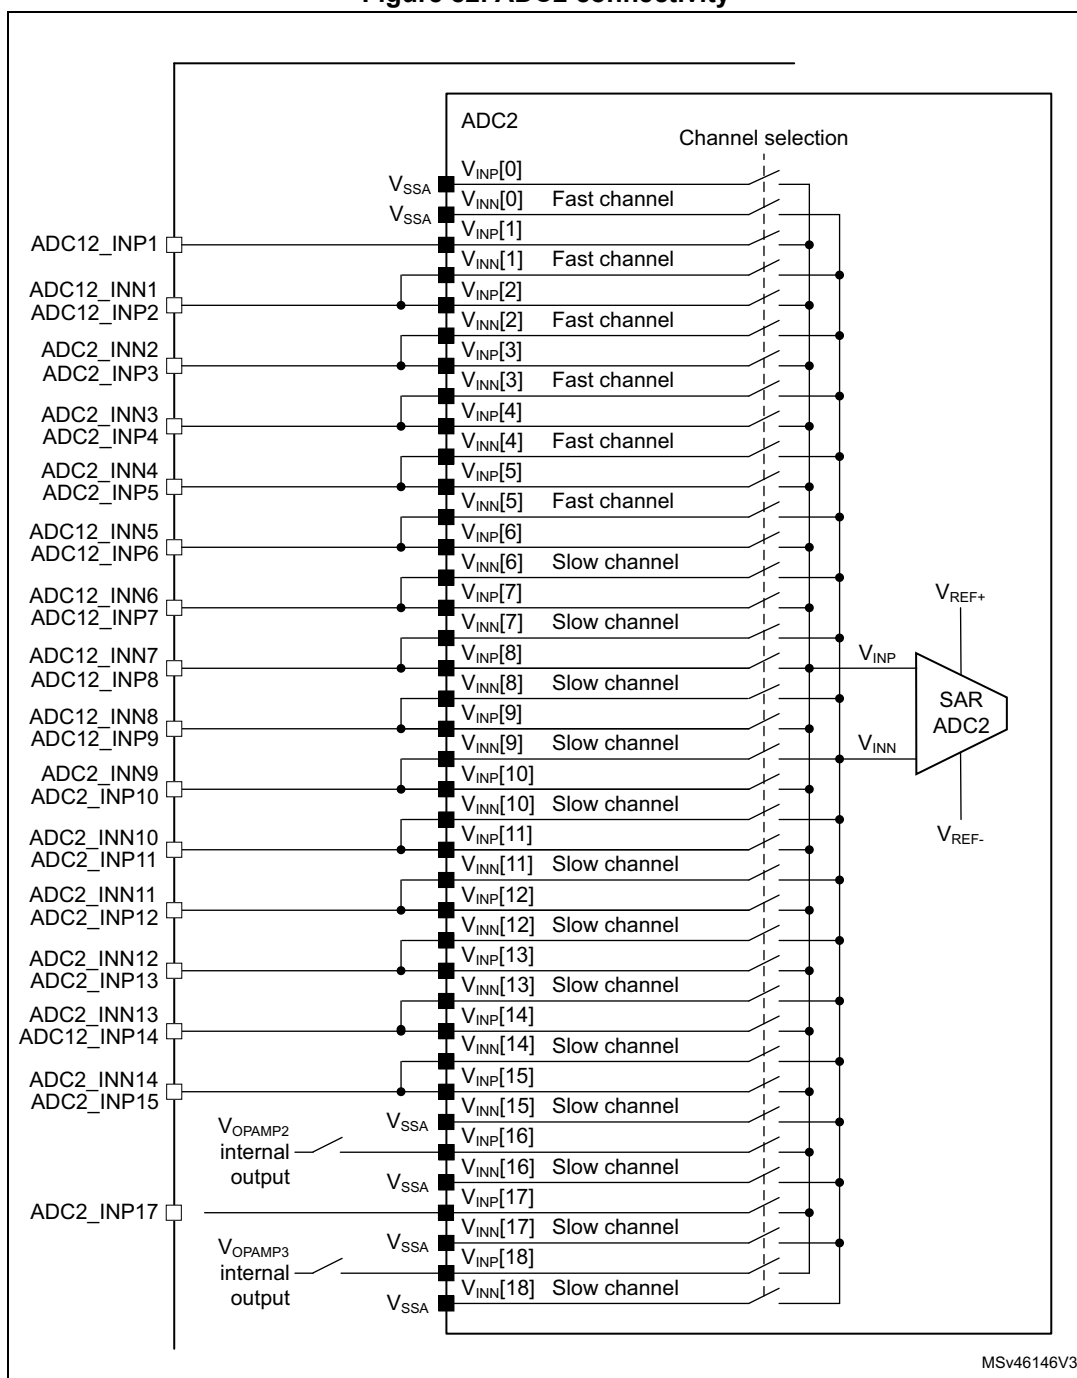 Figure 82. ADC2 connectivity
ADC2
Channel selection
VSSA
VINP[0]
VSSA
VINN[0] Fast channel
ADC12_INP1
VINP[1]
VINN[1] Fast channel
ADC12_INN1
ADC12_INP2
VINP[2]
VINN[2] Fast channel
ADC2_INN2
ADC2_INP3
VINP[3]
VINN[3] Fast channel
ADC2_INN3
ADC2_INP4
VINP[4]
VINN[4] Fast channel
ADC2_INN4
ADC2_INP5
VINP[5]
VINN[5] Fast channel
ADC12_INN5
ADC12_INP6
VINP[6]
VINN[6] Slow channel
ADC12_INN6
ADC12_INP7
VINP[7]
VINN[7] Slow channel
ADC12_INN7
ADC12_INP8
VINP[8]
VINN[8] Slow channel
ADC12_INN8
ADC12_INP9
VINP[9]
VINN[9] Slow channel
ADC2_INN9
ADC2_INP10
VINP[10]
VINN[10] Slow channel
ADC2_INN10
ADC2_INP11
VINP[11]
VINN[11] Slow channel
ADC2_INN11
ADC2_INP12
VINP[12]
VINN[12] Slow channel
ADC2_INN12
ADC2_INP13
VINP[13]
VINN[13] Slow channel
ADC2_INN13
ADC12_INP14
VINP[14]
VINN[14] Slow channel
ADC2_INN14
ADC2_INP15
VINP[15]
VSSA
VINN[15] Slow channel
VOPAMP2
internal
output
VINP[16]
VSSA
VINN[16] Slow channel
ADC2_INP17
VINP[17]
VSSA
VINN[17] Slow channel
VOPAMP3
internal
output
VINP[18]
VSSA
VINN[18] Slow channel
VREF+
VINP
SAR
ADC2
VINN
VREF-
MSv46146V3